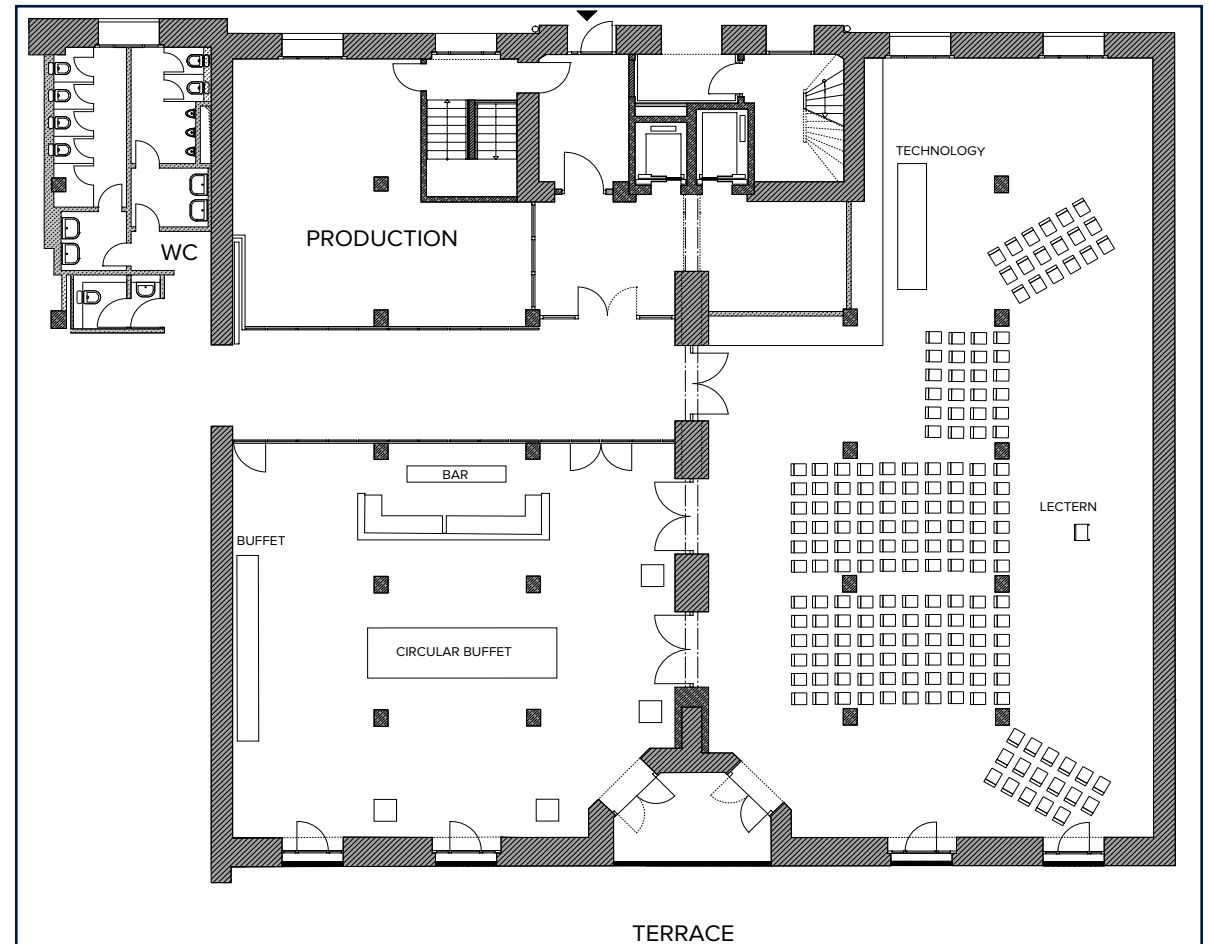 TECHNOLOGY
PRODUCTION
WC
BAR
LECTERN
BUFFET
CIRCULAR BUFFET
TERRACE